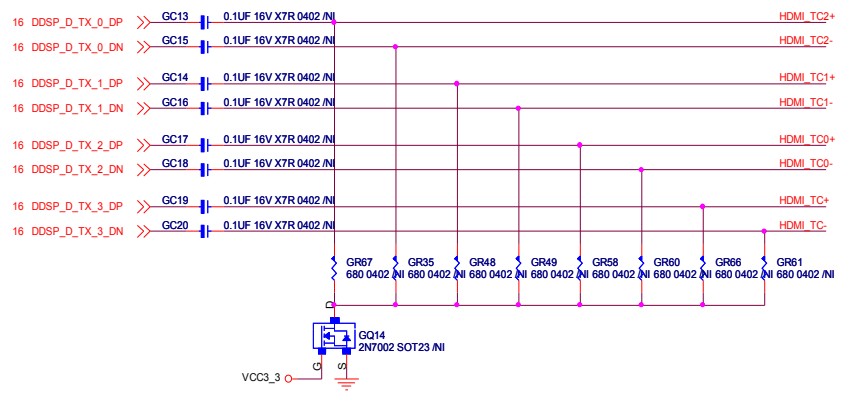 16 DDSP_D_TX_0_DP GC13 0.1UF 16V X7R 0402 /NI HDMI_TC2+
16 DDSP_D_TX_0_DN GC15 0.1UF 16V X7R 0402 /NI HDMI_TC2-
16 DDSP_D_TX_1_DP GC14 0.1UF 16V X7R 0402 /NI HDMI_TC1+
16 DDSP_D_TX_1_DN GC16 0.1UF 16V X7R 0402 /NI HDMI_TC1-
16 DDSP_D_TX_2_DP GC17 0.1UF 16V X7R 0402 /NI HDMI_TC0+
16 DDSP_D_TX_2_DN GC18 0.1UF 16V X7R 0402 /NI HDMI_TC0-
16 DDSP_D_TX_3_DP GC19 0.1UF 16V X7R 0402 /NI HDMI_TC+
16 DDSP_D_TX_3_DN GC20 0.1UF 16V X7R 0402 /NI HDMI_TC-
GR67 GR35 GR48 GR49 GR58 GR60 GR66 GR61
680 0402 /NI 680 0402 /NI 680 0402 /NI 680 0402 /NI 680 0402 /NI 680 0402 /NI 680 0402 /NI 680 0402 /NI
D
GQ14
2N7002 SOT23 /NI
G S
VCC3_3